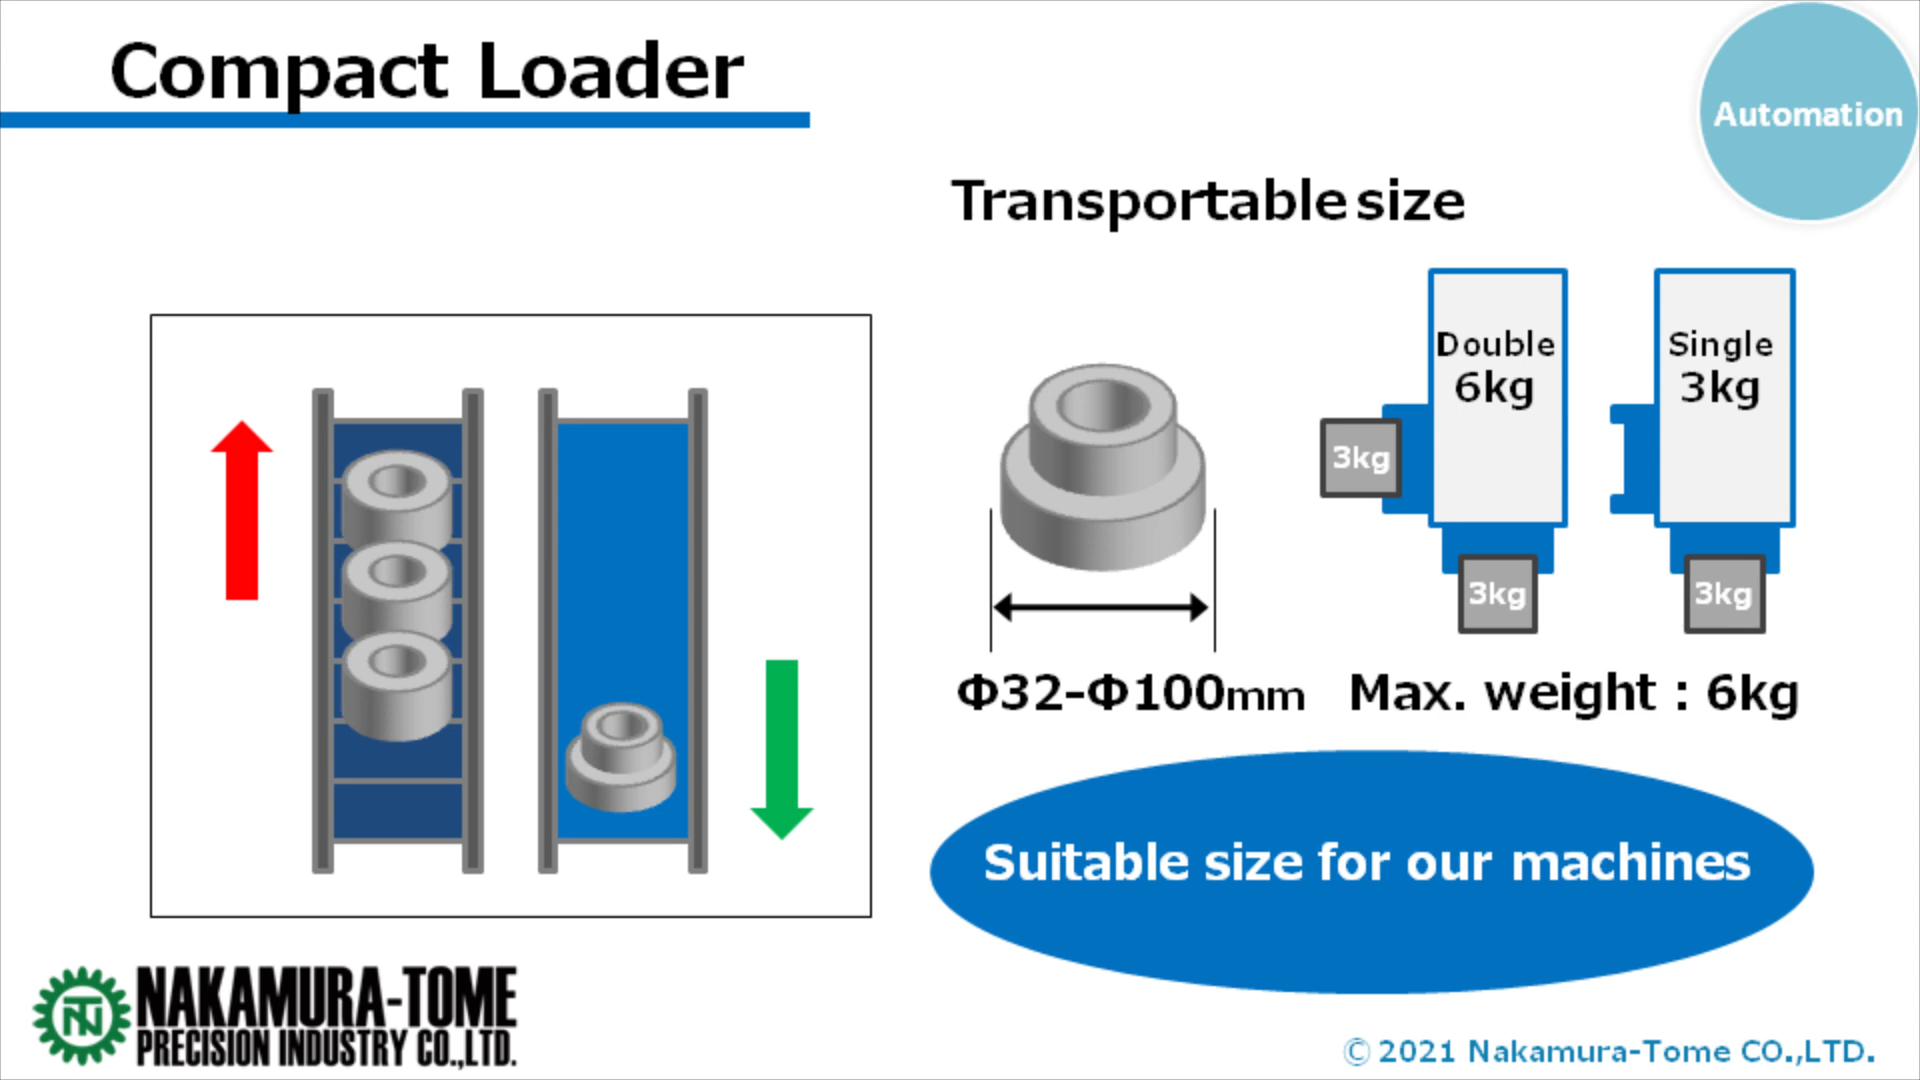 Compact Loader
Automation
Transportable size
Double
6kg
Single
3kg
3kg
3kg
3kg
Φ32-Φ100mm
Max. weight : 6kg
Suitable size for our machines
TN
NAKAMURA-TOME
PRECISION INDUSTRY CO.,LTD.
© 2021 Nakamura-Tome CO.,LTD.